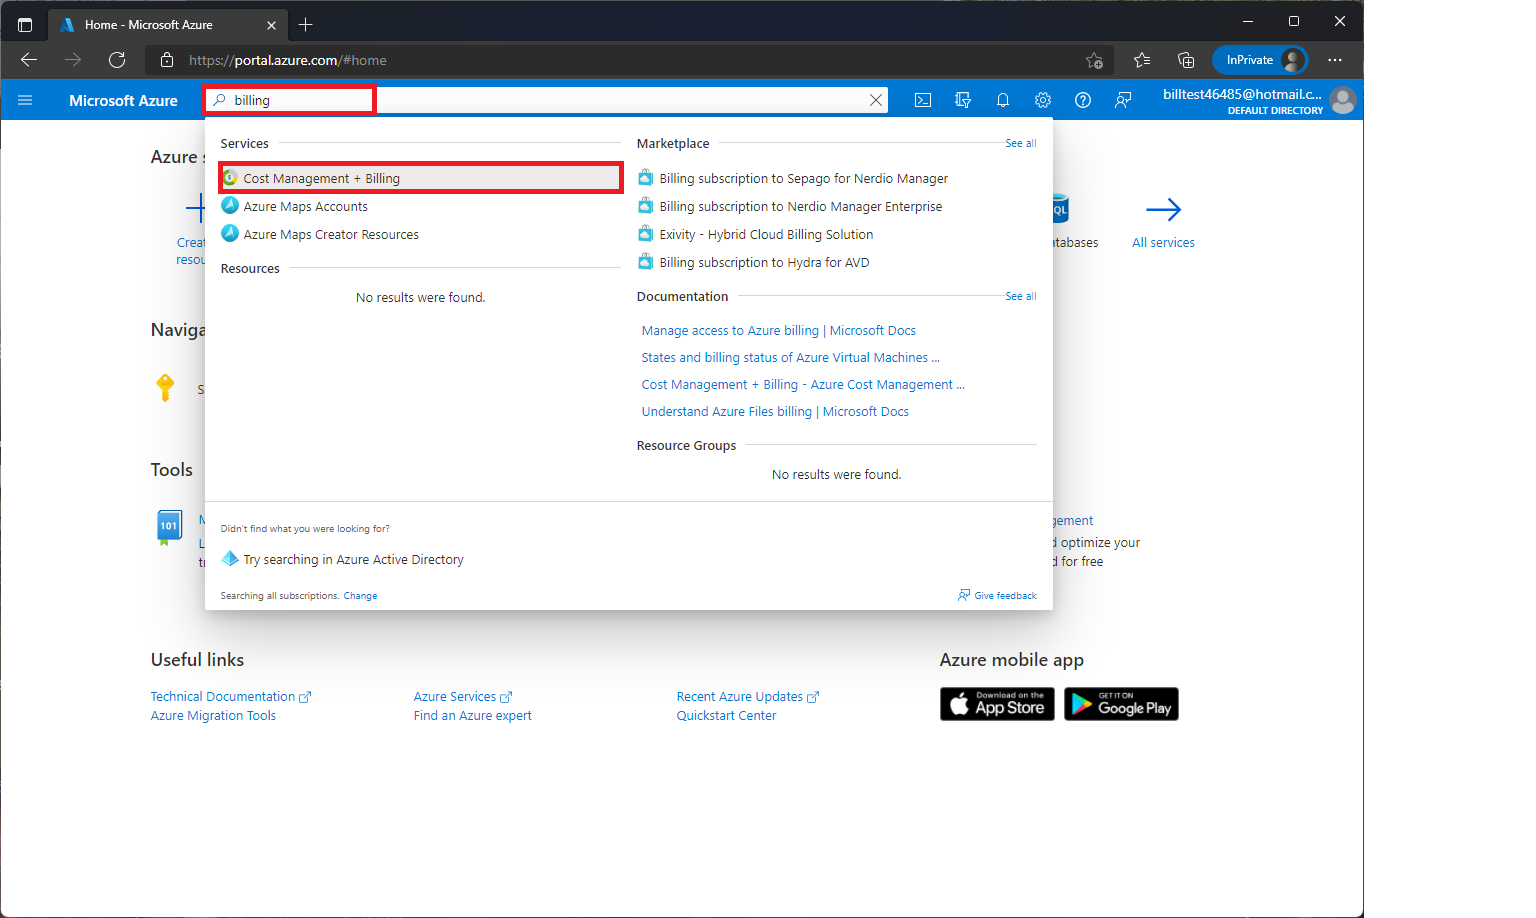 Home - Microsoft Azure
https://portal.azure.com/#home
InPrivate
Microsoft Azure
billing
billtest46485@hotmail.c...
DEFAULT DIRECTORY
Services
Cost Management + Billing
Azure Maps Accounts
Azure Maps Creator Resources
Resources
No results were found.
Marketplace
See all
Billing subscription to Sepago for Nerdio Manager
Billing subscription to Nerdio Manager Enterprise
Exivity - Hybrid Cloud Billing Solution
Billing subscription to Hydra for AVD
Documentation
See all
Manage access to Azure billing | Microsoft Docs
States and billing status of Azure Virtual Machines ...
Cost Management + Billing - Azure Cost Management ...
Understand Azure Files billing | Microsoft Docs
Resource Groups
No results were found.
Didn't find what you were looking for?
Try searching in Azure Active Directory
Searching all subscriptions. Change
Give feedback
Azure s
Creat
resou
QL
tabases
All services
Naviga
S
Tools
101
M
L
tr
gement
d optimize your
d for free
Useful links
Technical Documentation
Azure Migration Tools
Azure Services
Find an Azure expert
Recent Azure Updates
Quickstart Center
Azure mobile app
Download on the
App Store
GET IT ON
Google Play